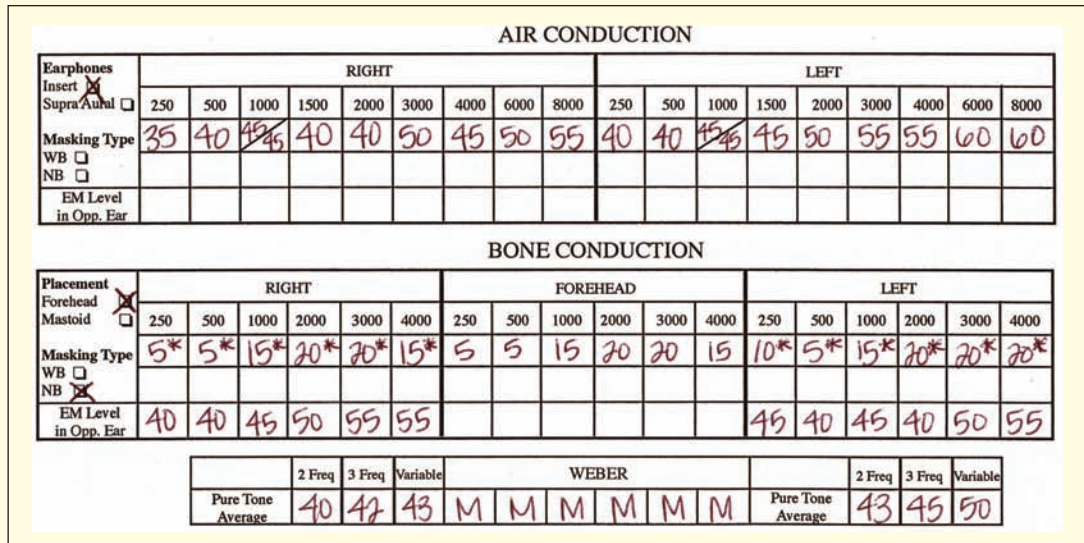 AIR CONDUCTION
Earphones RIGHT LEFT
Insert
Supra Aural 250 500 1000 1500 2000 3000 4000 6000 8000 250 500 1000 1500 2000 3000 4000 6000 8000
Masking Type 35 40 45/45 40 40 50 45 50 55 40 40 45/45 45 50 55 55 60 60
WB
NB
EM Level
in Opp. Ear
BONE CONDUCTION
Placement RIGHT FOREHEAD LEFT
Forehead
Mastoid 250 500 1000 2000 3000 4000 250 500 1000 2000 3000 4000 250 500 1000 2000 3000 4000
Masking Type 5* 5* 15* 20* 20* 15* 5 5 15 20 20 15 10* 5* 15* 20* 20* 20*
WB
NB
EM Level
in Opp. Ear 40 40 45 50 55 55 45 40 45 40 50 55
2 Freq 3 Freq Variable WEBER 2 Freq 3 Freq Variable
Pure Tone
Average 40 42 43 M M M M M M Pure Tone
Average 43 45 50